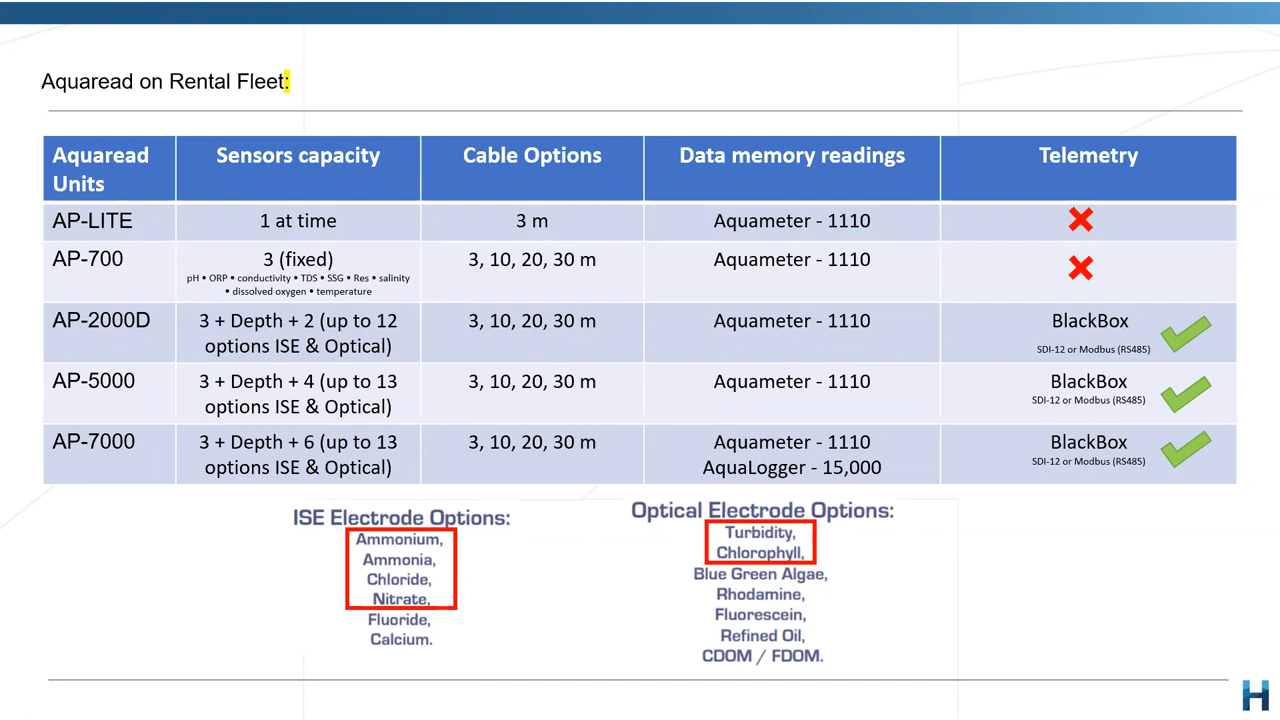 Aquaread on Rental Fleet:
Aquaread Units
Sensors capacity
Cable Options
Data memory readings
Telemetry
AP-LITE
1 at time
3 m
Aquameter - 1110
AP-700
3 (fixed)
pH • ORP • conductivity • TDS • SSG • Res • salinity
• dissolved oxygen • temperature
3, 10, 20, 30 m
Aquameter - 1110
AP-2000D
3 + Depth + 2 (up to 12
options ISE & Optical)
3, 10, 20, 30 m
Aquameter - 1110
BlackBox
SDI-12 or Modbus (RS485)
AP-5000
3 + Depth + 4 (up to 13
options ISE & Optical)
3, 10, 20, 30 m
Aquameter - 1110
BlackBox
SDI-12 or Modbus (RS485)
AP-7000
3 + Depth + 6 (up to 13
options ISE & Optical)
3, 10, 20, 30 m
Aquameter - 1110
AquaLogger - 15,000
BlackBox
SDI-12 or Modbus (RS485)
ISE Electrode Options:
Ammonium,
Ammonia,
Chloride,
Nitrate,
Fluoride,
Calcium.
Optical Electrode Options:
Turbidity,
Chlorophyll,
Blue Green Algae,
Rhodamine,
Fluorescein,
Refined Oil,
CDOM / FDOM.
H